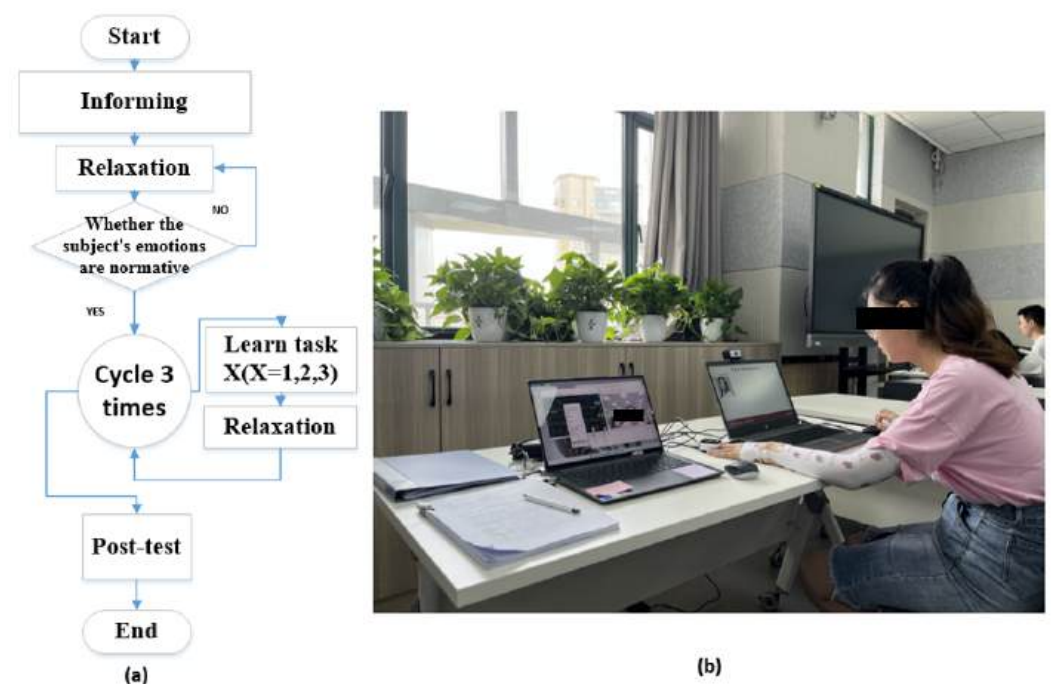 Start
Informing
Relaxation
NO
Whether the
subject's emotions
are normative
YES
Cycle 3
times
Learn task
X(X=1,2,3)
Relaxation
Post-test
End
(a)
(b)